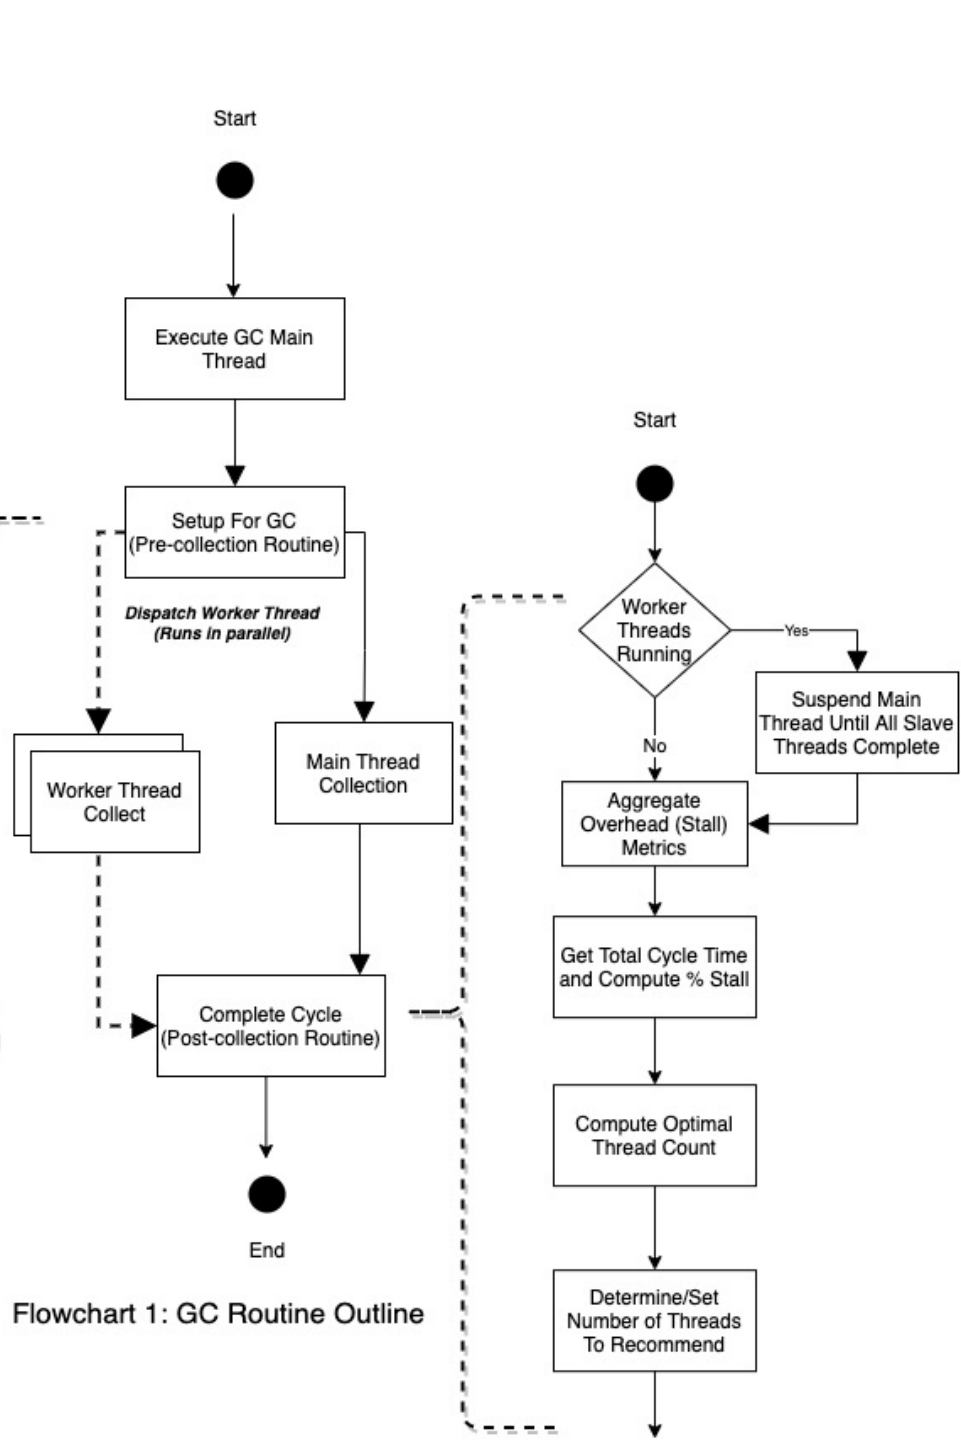 Start
Execute GC Main
Thread
Setup For GC
(Pre-collection Routine)
Dispatch Worker Thread
(Runs in parallel)
Worker Thread
Collect
Main Thread
Collection
Complete Cycle
(Post-collection Routine)
End
Flowchart 1: GC Routine Outline
Start
Worker
Threads
Running
Yes
Suspend Main
Thread Until All Slave
Threads Complete
No
Aggregate
Overhead (Stall)
Metrics
Get Total Cycle Time
and Compute % Stall
Compute Optimal
Thread Count
Determine/Set
Number of Threads
To Recommend